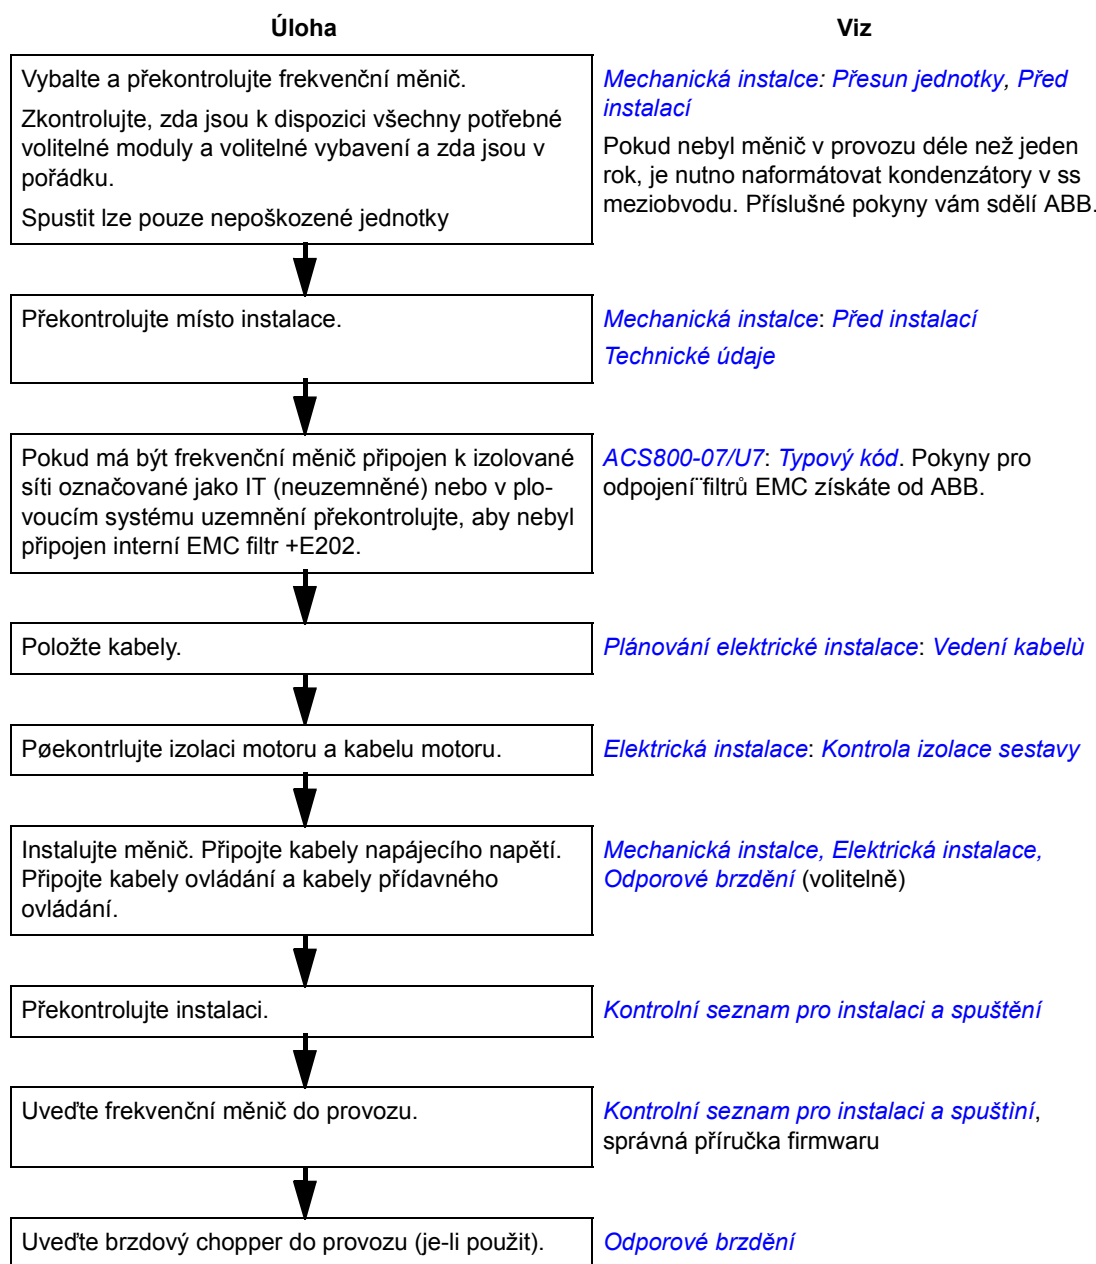 Úloha
Viz
Vybalte a překontrolujte frekvenční měnič.
Zkontrolujte, zda jsou k dispozici všechny potřebné
volitelné moduly a volitelné vybavení a zda jsou v
pořádku.
Spustit lze pouze nepoškozené jednotky
Mechanická instalce: Přesun jednotky, Před
instalací
Pokud nebyl měnič v provozu déle než jeden
rok, je nutno naformátovat kondenzátory v ss
meziobvodu. Příslušné pokyny vám sdělí ABB.
Překontrolujte místo instalace.
Mechanická instalce: Před instalací
Technické údaje
Pokud má být frekvenční měnič připojen k izolované
síti označované jako IT (neuzemněné) nebo v plo-
voucím systému uzemnění překontrolujte, aby nebyl
připojen interní EMC filtr +E202.
ACS800-07/U7: Typový kód. Pokyny pro
odpojení¨filtrů EMC získáte od ABB.
Položte kabely.
Plánování elektrické instalace: Vedení kabelù
Pøekontrlujte izolaci motoru a kabelu motoru.
Elektrická instalace: Kontrola izolace sestavy
Instalujte měnič. Připojte kabely napájecího napětí.
Připojte kabely ovládání a kabely přídavného
ovládání.
Mechanická instalce, Elektrická instalace,
Odporové brzdění (volitelně)
Překontrolujte instalaci.
Kontrolní seznam pro instalaci a spuštění
Uveďte frekvenční měnič do provozu.
Kontrolní seznam pro instalaci a spuštìní,
správná příručka firmwaru
Uveďte brzdový chopper do provozu (je-li použit).
Odporové brzdění